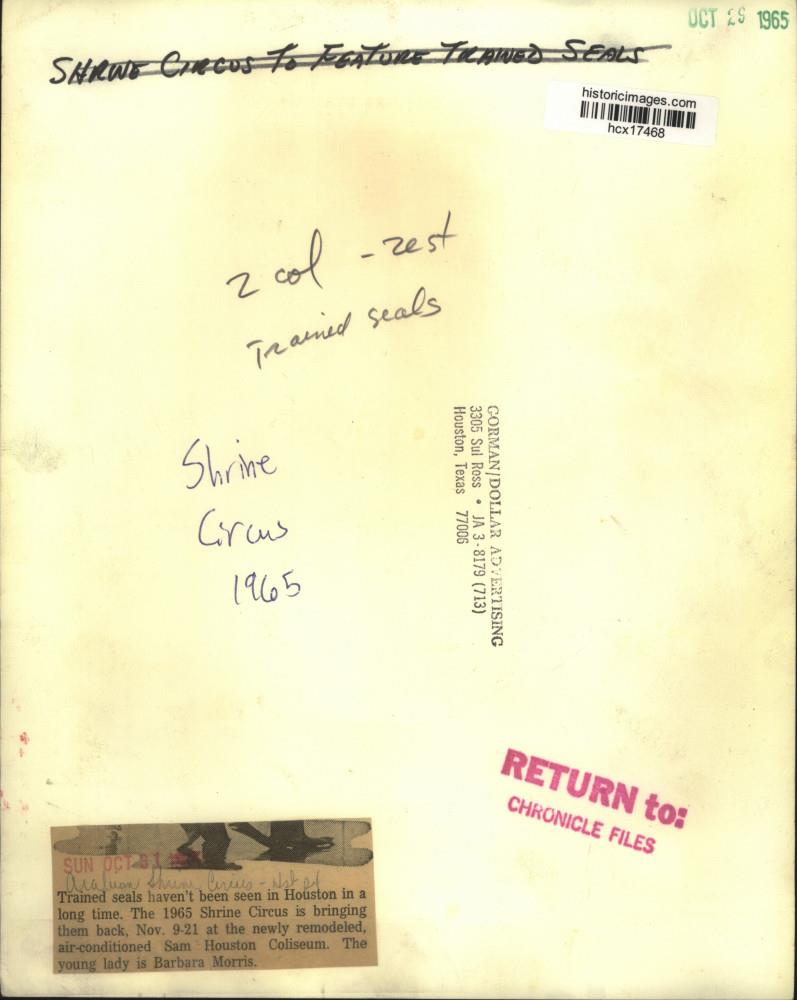 OCT 29 1965
SHRINE CIRCUS TO FEATURE TRAINED SEALS
historicimages.com
hcx17468
2 col - zest
Trained seals
Shrine
Circus
1965
GORMAN/DOLLAR ADVERTISING
3305 Sul Ross • JA 3-8179 (713)
Houston, Texas 77006
RETURN to:
CHRONICLE FILES
SUN OCT 31
Arabian Shrine Circus -
Trained seals haven't been seen in Houston in a
long time. The 1965 Shrine Circus is bringing
them back, Nov. 9-21 at the newly remodeled,
air-conditioned Sam Houston Coliseum. The
young lady is Barbara Morris.